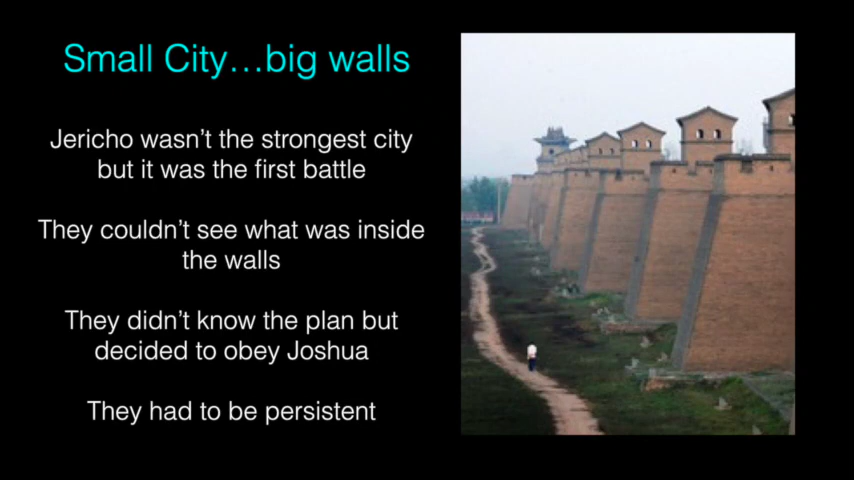 Small City…big walls
Jericho wasn’t the strongest city
but it was the first battle
They couldn’t see what was inside
the walls
They didn’t know the plan but
decided to obey Joshua
They had to be persistent